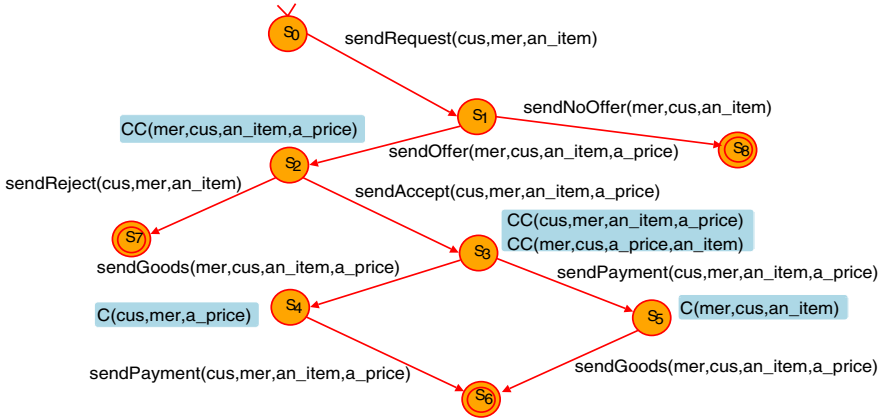 S0
sendRequest(cus,mer,an_item)
sendNoOffer(mer,cus,an_item)
S1
CC(mer,cus,an_item,a_price)
S8
sendOffer(mer,cus,an_item,a_price)
S2
sendReject(cus,mer,an_item)
sendAccept(cus,mer,an_item,a_price)
CC(cus,mer,an_item,a_price)
S7
CC(mer,cus,a_price,an_item)
S3
sendGoods(mer,cus,an_item,a_price)
sendPayment(cus,mer,an_item,a_price)
S4
C(cus,mer,a_price)
C(mer,cus,an_item)
S5
sendGoods(mer,cus,an_item,a_price)
sendPayment(cus,mer,an_item,a_price)
S6